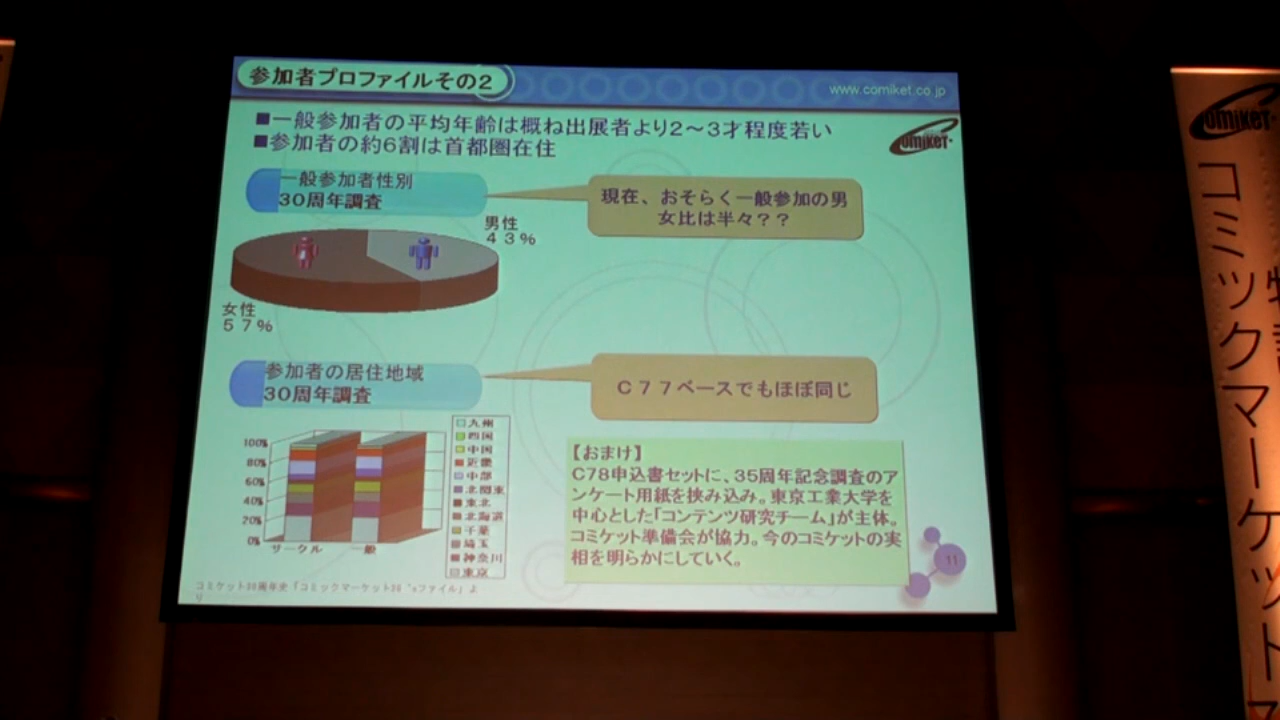 参加者プロファイルその2
www.comiket.co.jp
■一般参加者の平均年齢は概ね出展者より2～3才程度若い
■参加者の約6割は首都圏在住
comiket
一般参加者性別
30周年調査
現在、おそらく一般参加の男
女比は半々？？
男性
４３％
女性
５７％
参加者の居住地域
30周年調査
Ｃ７７ベースでもほぼ同じ
100%
80%
60%
40%
20%
0%
サークル
一般
九州
四国
中国
近畿
中部
北関東
東北
北海道
千葉
埼玉
神奈川
東京
【おまけ】
C78申込書セットに、35周年記念調査のア
ンケート用紙を挟み込み。東京工業大学を
中心とした「コンテンツ研究チーム」が主体。
コミケット準備会が協力。今のコミケットの実
相を明らかにしていく。
11
コミケット30周年史「コミックマーケット30's ファイル」よ
り
comiket
コミックマーケット